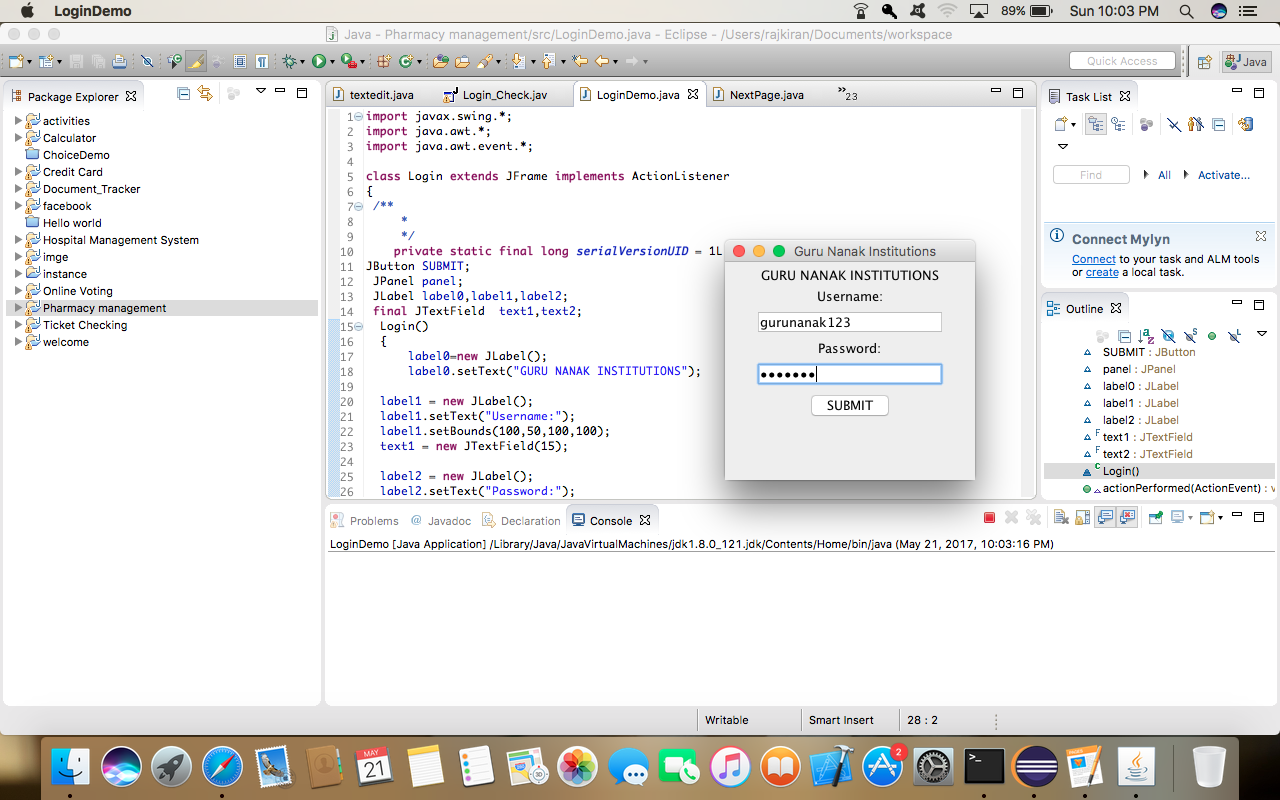 LoginDemo
89%
Sun 10:03 PM
Java - Pharmacy management/src/LoginDemo.java - Eclipse - /Users/rajkiran/Documents/workspace
Quick Access
Java
Package Explorer
activities
Calculator
ChoiceDemo
Credit Card
Document_Tracker
facebook
Hello world
Hospital Management System
imge
instance
Online Voting
Pharmacy management
Ticket Checking
welcome
textedit.java
Login_Check.jav
LoginDemo.java
NextPage.java
»23
1 import javax.swing.*;
2 import java.awt.*;
3 import java.awt.event.*;
4
5 class Login extends JFrame implements ActionListener
6 {
7 /**
8 *
9 */
10 private static final long serialVersionUID = 1L
11 JButton SUBMIT;
12 JPanel panel;
13 JLabel label0,label1,label2;
14 final JTextField text1,text2;
15 Login()
16 {
17 label0=new JLabel();
18 label0.setText("GURU NANAK INSTITUTIONS");
19
20 label1 = new JLabel();
21 label1.setText("Username:");
22 label1.setBounds(100,50,100,100);
23 text1 = new JTextField(15);
24
25 label2 = new JLabel();
26 label2.setText("Password:");
Guru Nanak Institutions
GURU NANAK INSTITUTIONS
Username:
gurunanak123
Password:
•••••••
SUBMIT
Task List
Find
All
Activate...
Connect Mylyn
Connect to your task and ALM tools
or create a local task.
Outline
SUBMIT : JButton
panel : JPanel
label0 : JLabel
label1 : JLabel
label2 : JLabel
text1 : JTextField
text2 : JTextField
Login()
actionPerformed(ActionEvent) : v
Problems
@ Javadoc
Declaration
Console
LoginDemo [Java Application] /Library/Java/JavaVirtualMachines/jdk1.8.0_121.jdk/Contents/Home/bin/java (May 21, 2017, 10:03:16 PM)
Writable
Smart Insert
28 : 2
MAY
21
2